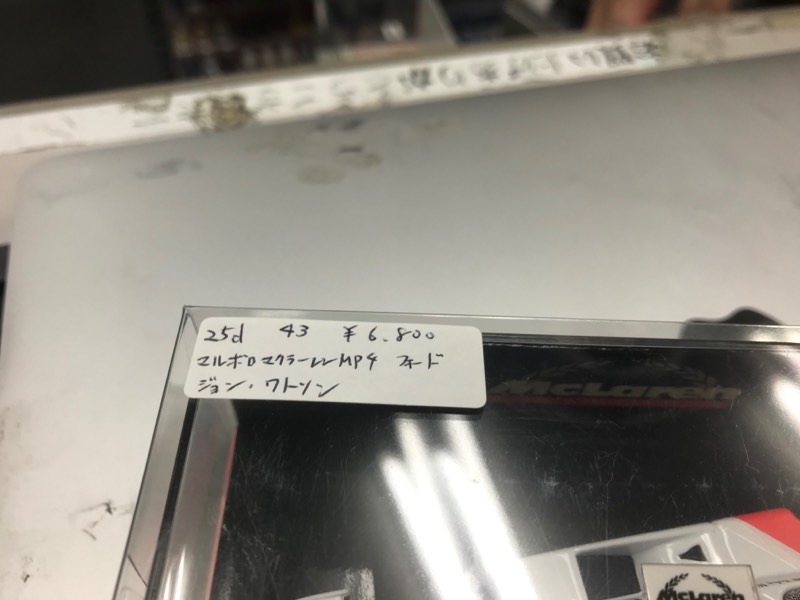 25d 43 ¥6.800
マルボロマクラーレンMP4 フォード
ジョン・ワトソン
McLaren
McLaren